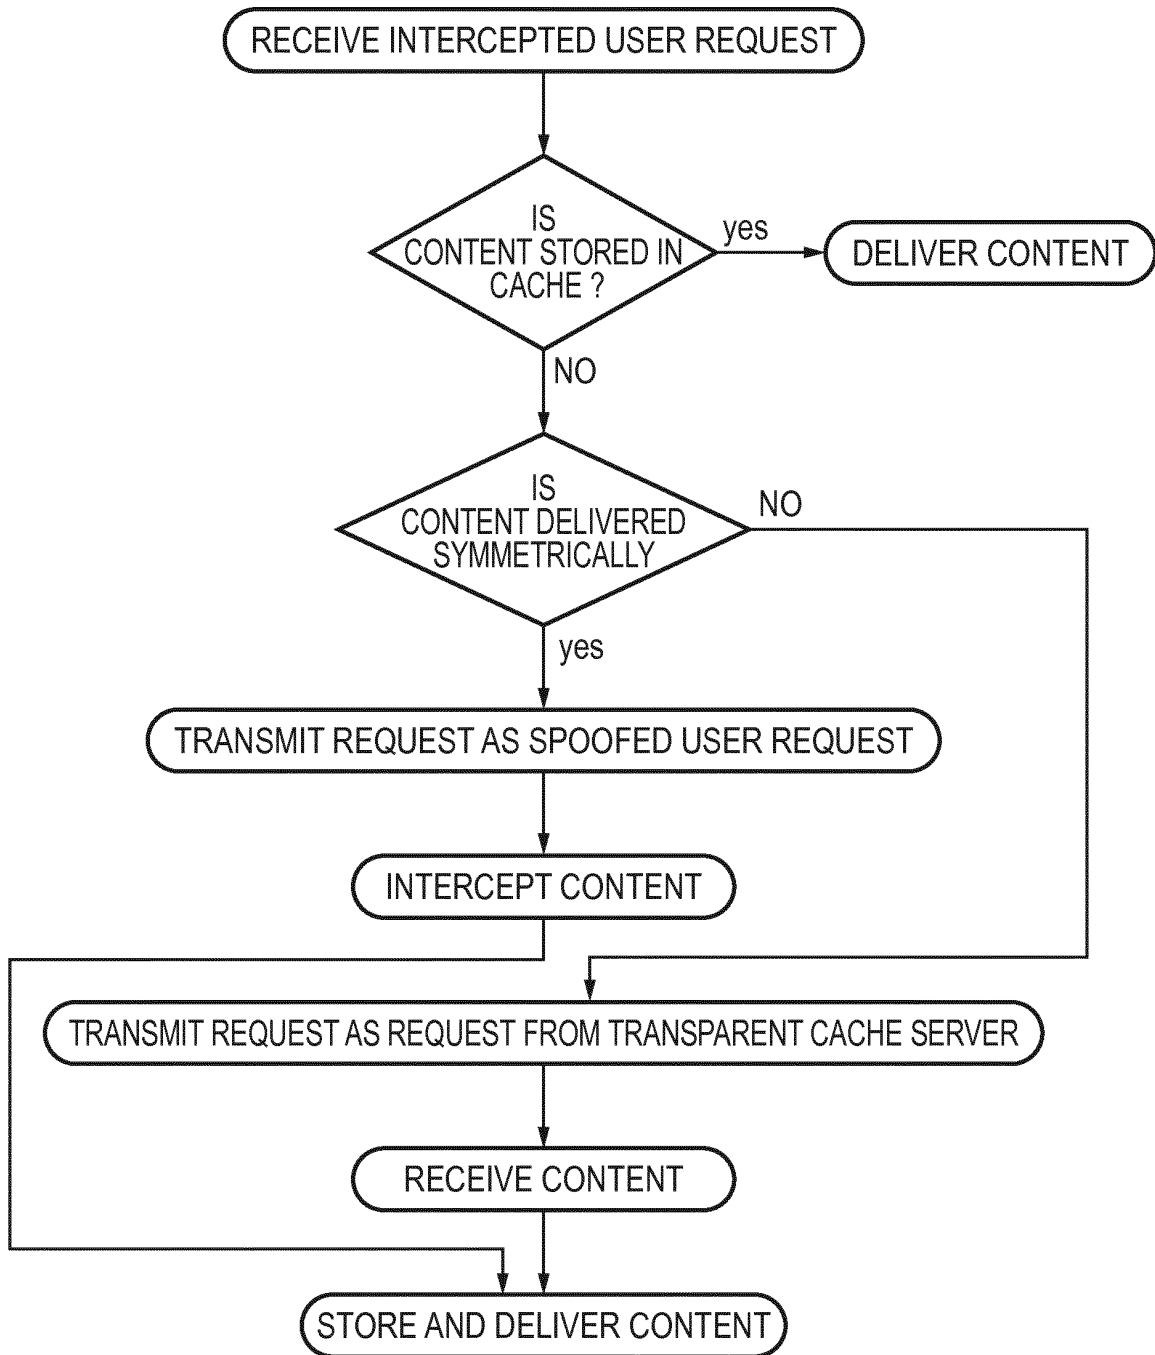 RECEIVE INTERCEPTED USER REQUEST
IS
CONTENT STORED IN
CACHE ?
yes
DELIVER CONTENT
NO
IS
CONTENT DELIVERED
SYMMETRICALLY
NO
yes
TRANSMIT REQUEST AS SPOOFED USER REQUEST
INTERCEPT CONTENT
TRANSMIT REQUEST AS REQUEST FROM TRANSPARENT CACHE SERVER
RECEIVE CONTENT
STORE AND DELIVER CONTENT